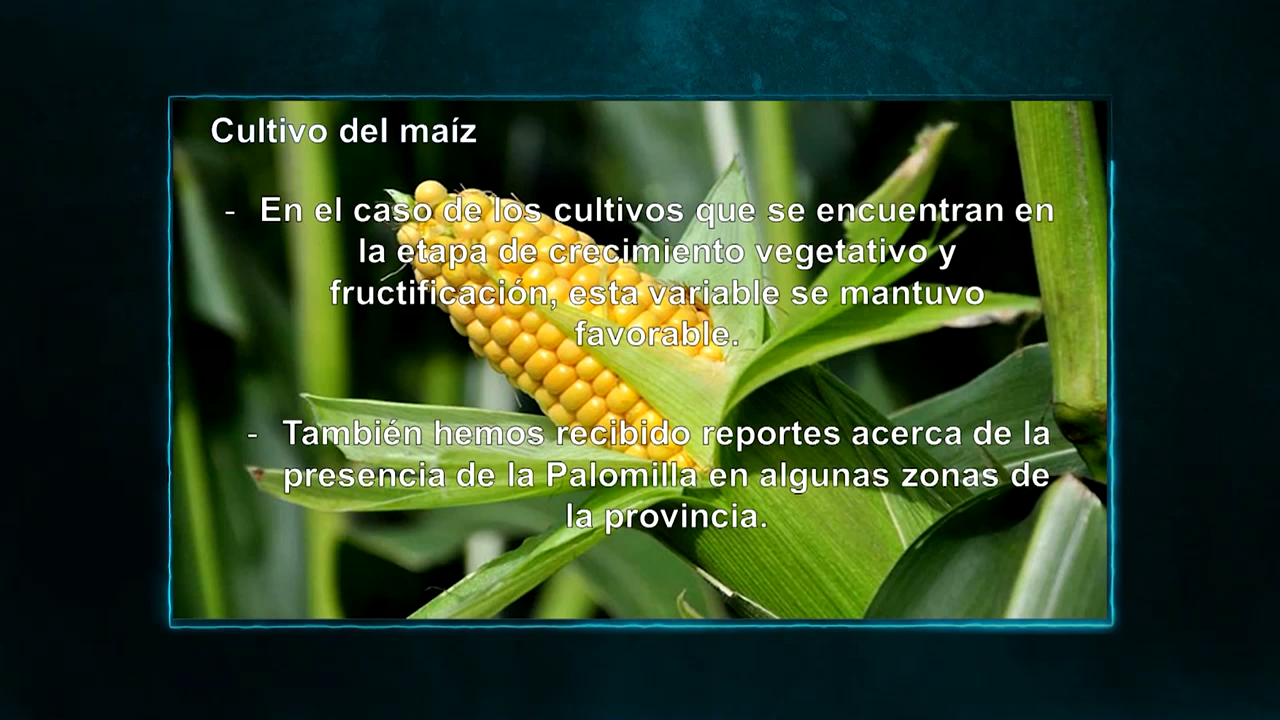 Cultivo del maíz
- En el caso de los cultivos que se encuentran en
la etapa de crecimiento vegetativo y
fructificación, esta variable se mantuvo
favorable.
- También hemos recibido reportes acerca de la
presencia de la Palomilla en algunas zonas de
la provincia.